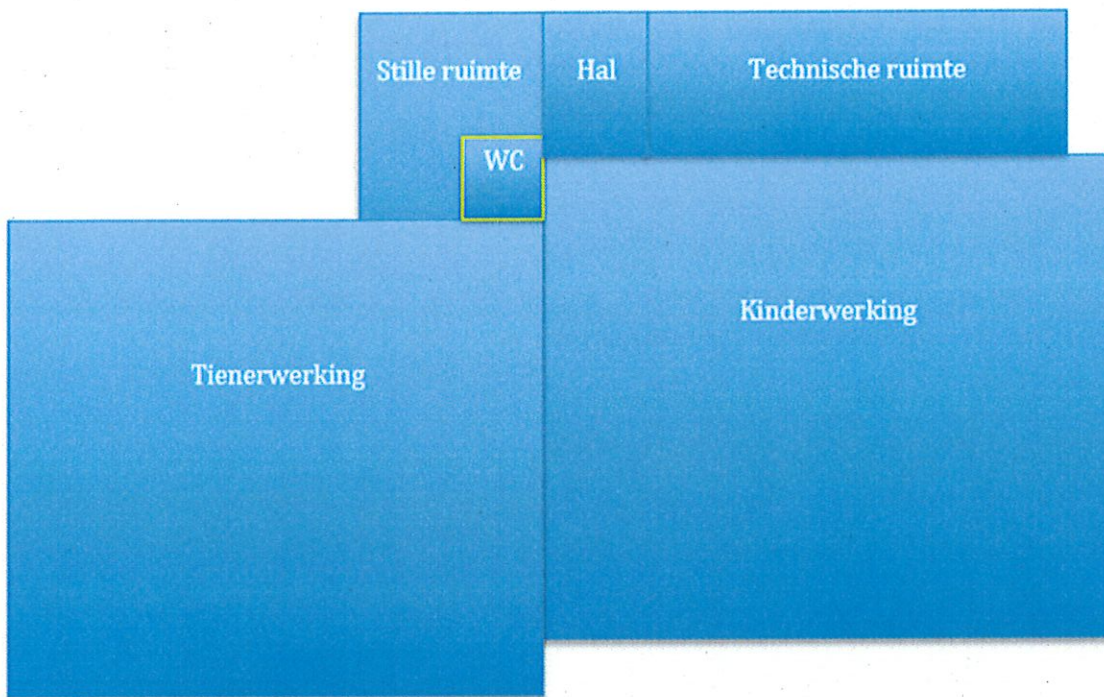 Stille ruimte
Hal
Technische ruimte
WC
Kinderwerking
Tienerwerking